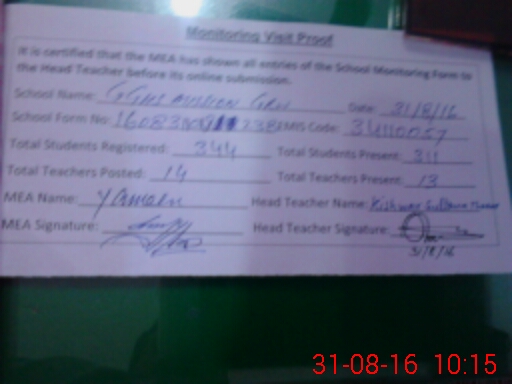 Monitoring Visit Proof
It is certified that the MEA has shown all entries of the School Monitoring Form to
the Head Teacher before its online submission.
School Name: Date: 31/8/16
School Form No: EMIS Code: 34110057
Total Students Registered: 344 Total Students Present: 311
Total Teachers Posted: 14 Total Teachers Present: 13
MEA Name: Head Teacher Name: Kishwar Sultana
MEA Signature: Head Teacher Signature:
31/8/16
31-08-16 10:15